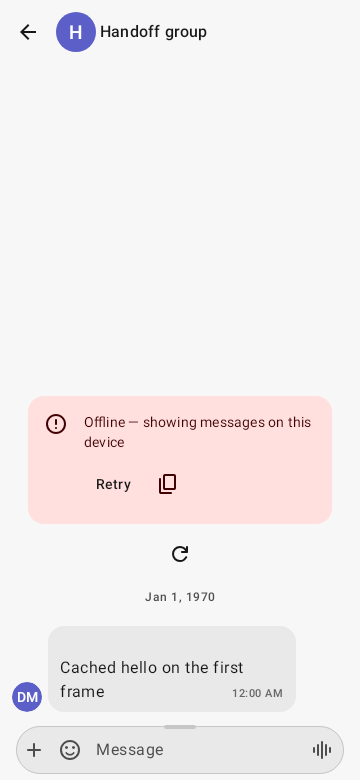 H
Handoff group
Offline — showing messages on this
device
Retry
Jan 1, 1970
Cached hello on the first
frame
12:00 AM
DM
Message